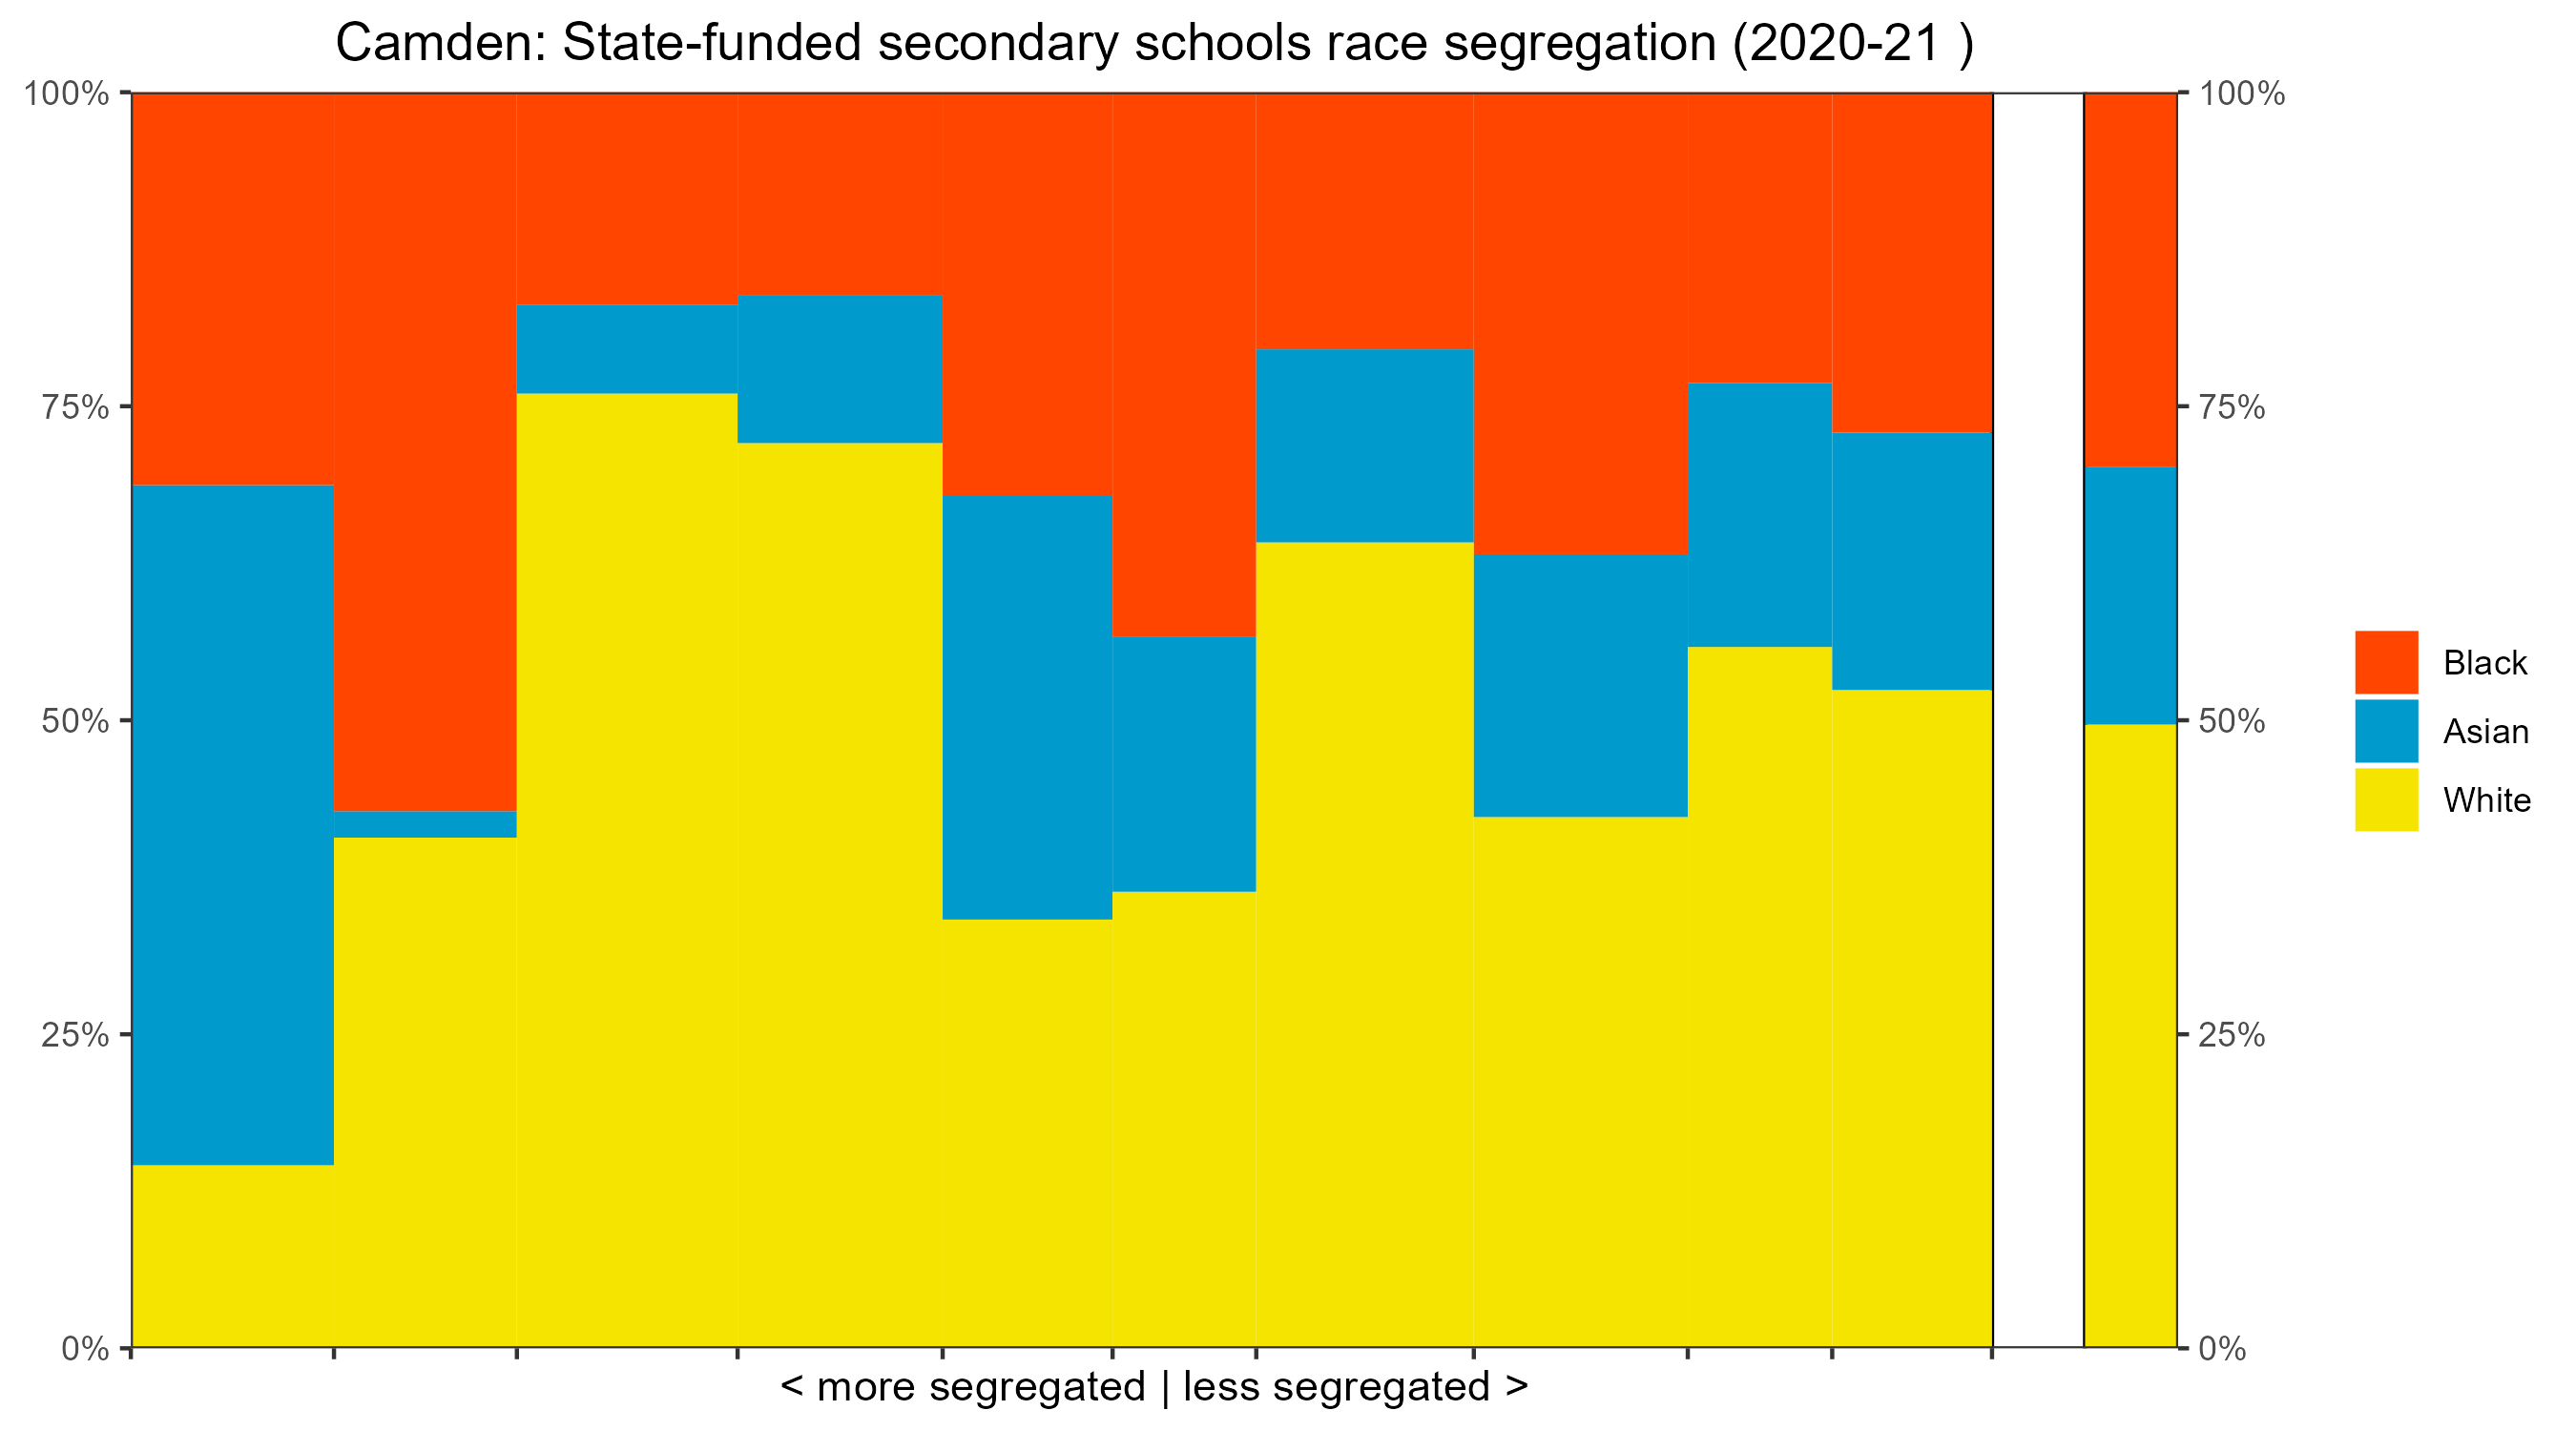 Camden: State-funded secondary schools race segregation (2020-21 )
100%
75%
50%
25%
0%
100%
75%
50%
25%
0%
Black
Asian
White
< more segregated | less segregated >